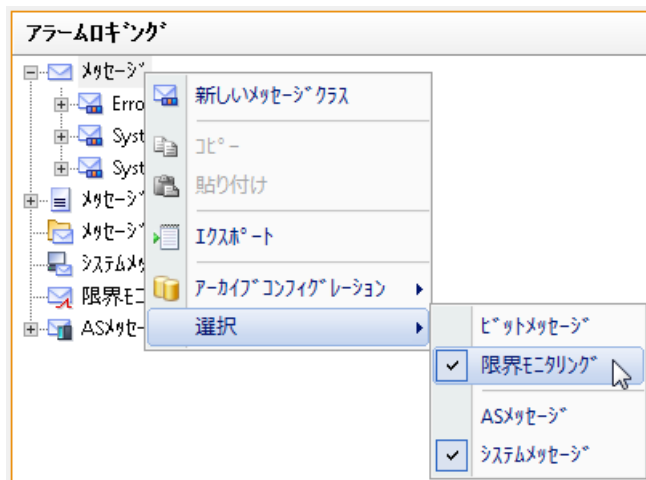 アラームロギング
メッセージ
Erro
Syst
Syst
メッセージ
メッセージ
システムメッ
限界モニ
ASメッセー
新しいメッセージクラス
コピー
貼り付け
エクスポート
アーカイブコンフィグレーション
選択
ビットメッセージ
限界モニタリング
ASメッセージ
システムメッセージ